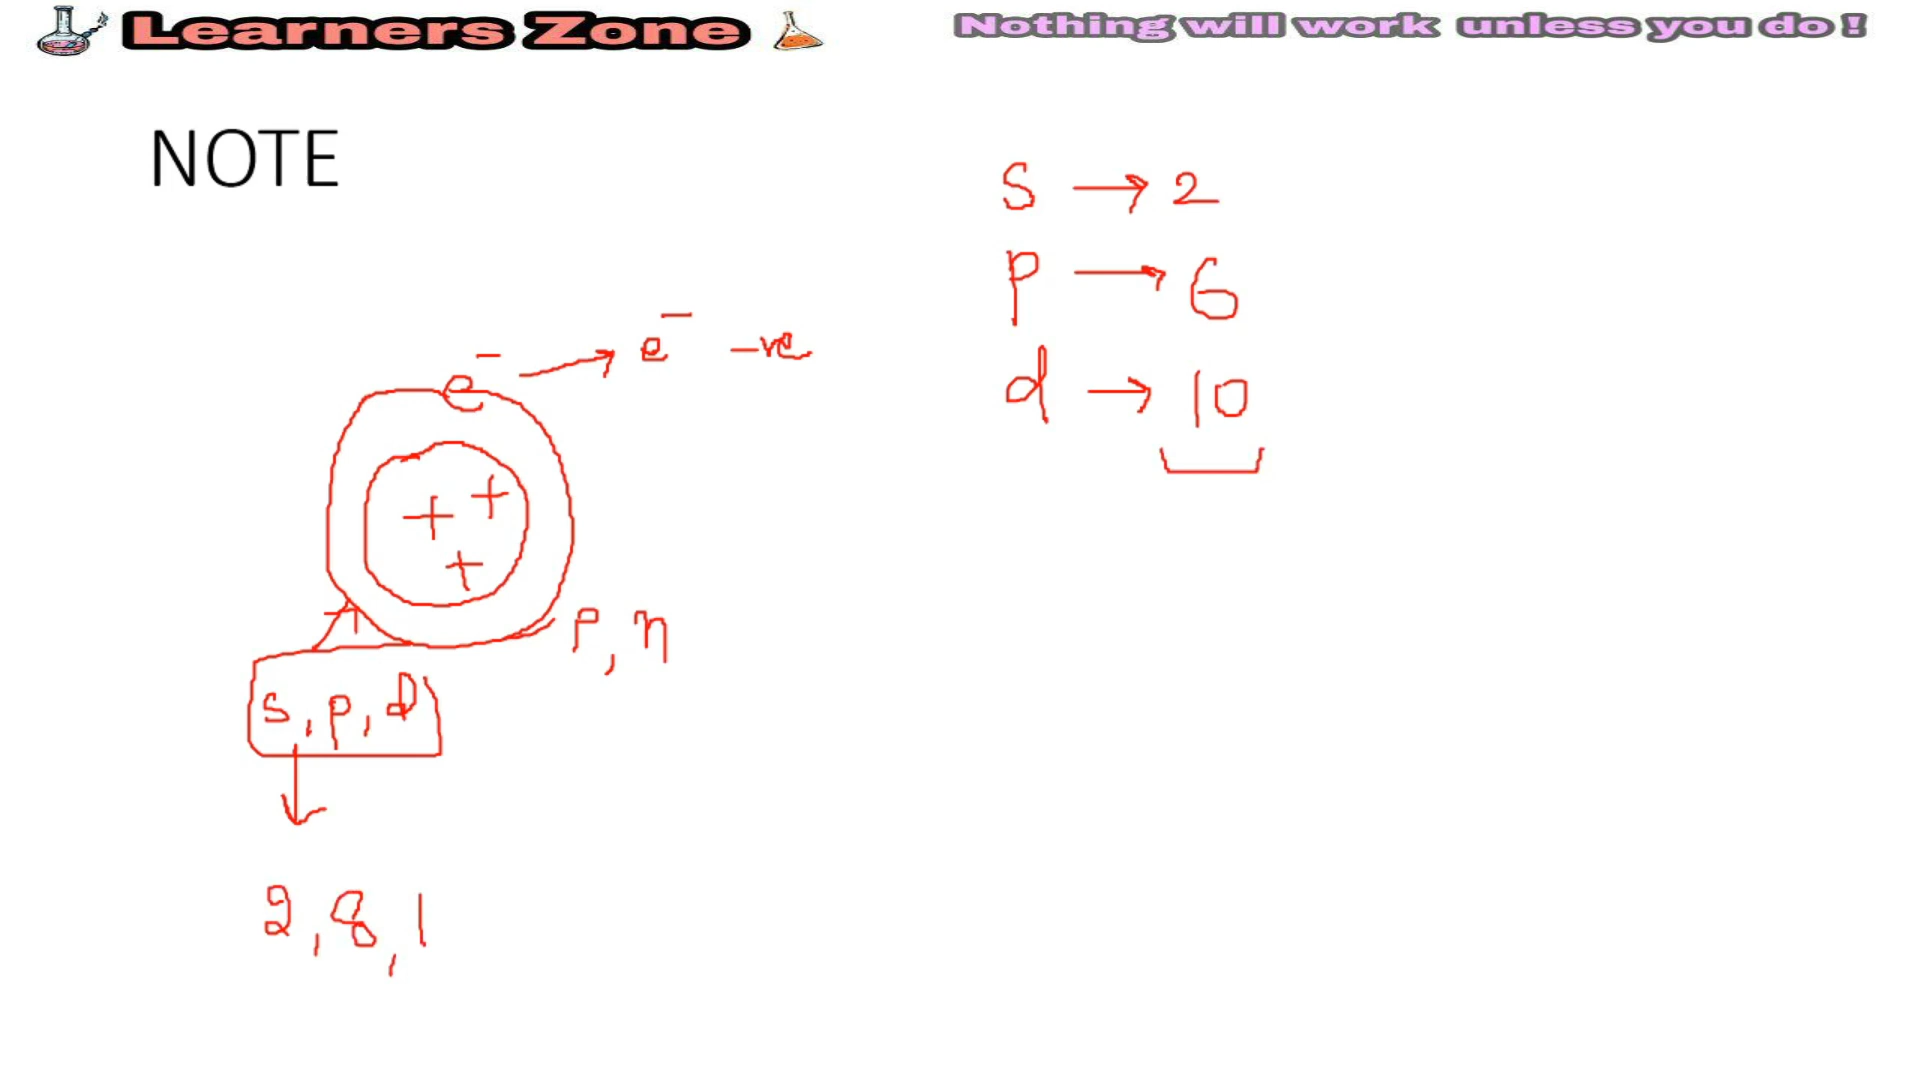 Learners Zone
Nothing will work unless you do !
NOTE
e⁻ → e⁻ -ve
+ + +
P, n
s, p, d
2, 8, 1
S → 2
P → 6
d → 10